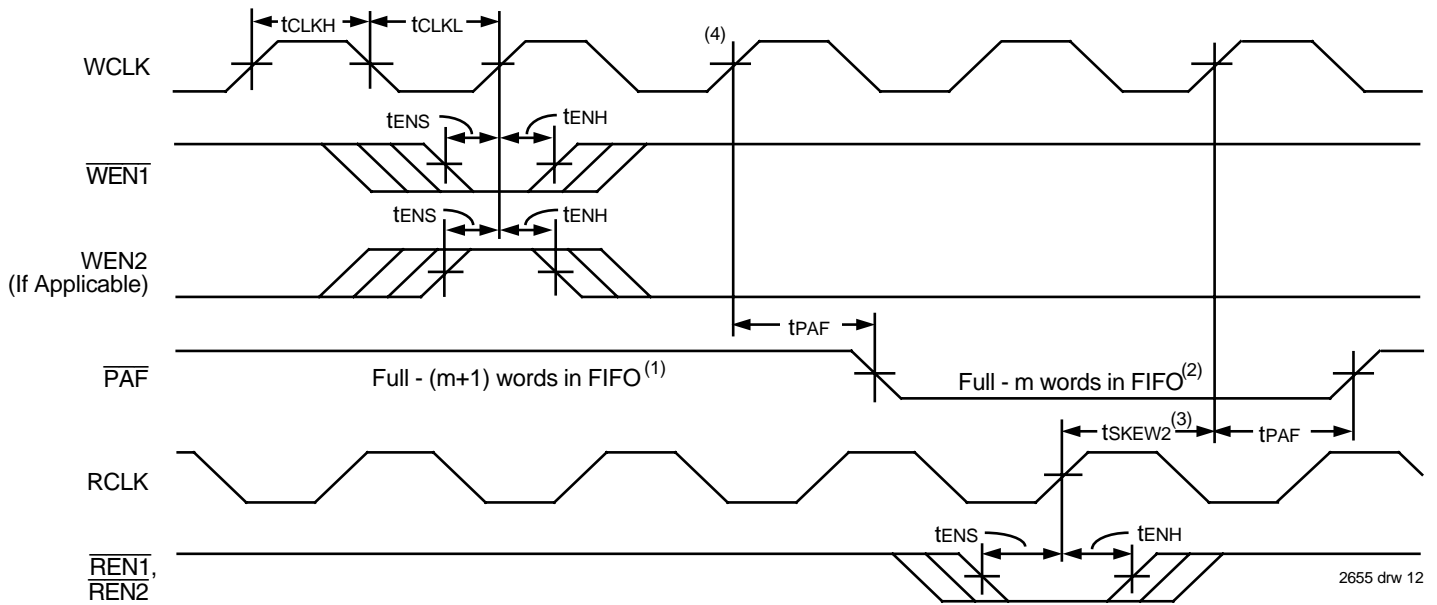 tCLKH tCLKL
(4)
WCLK
tENS tENH
WEN1
tENS tENH
WEN2
(If Applicable)
tPAF
PAF
Full - (m+1) words in FIFO (1)
Full - m words in FIFO (2)
tSKEW2 (3)
tPAF
RCLK
tENS tENH
REN1,
REN2
2655 drw 12